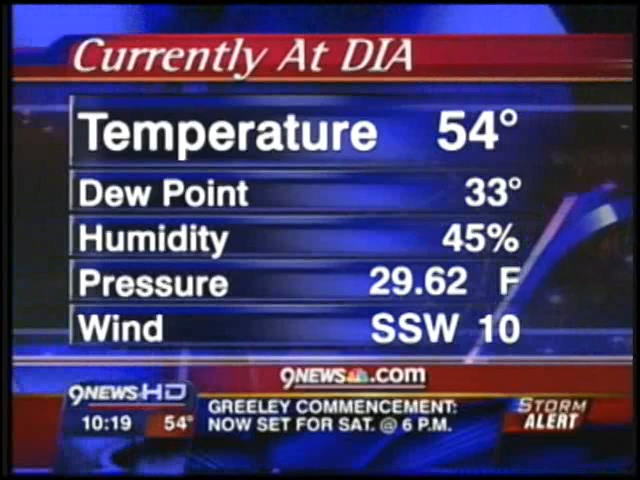 Currently At DIA
Temperature 54°
Dew Point 33°
Humidity 45%
Pressure 29.62 F
Wind SSW 10
9NEWS.com
9NEWS HD
10:19 54°
GREELEY COMMENCEMENT:
NOW SET FOR SAT. @ 6 P.M.
STORM
ALERT